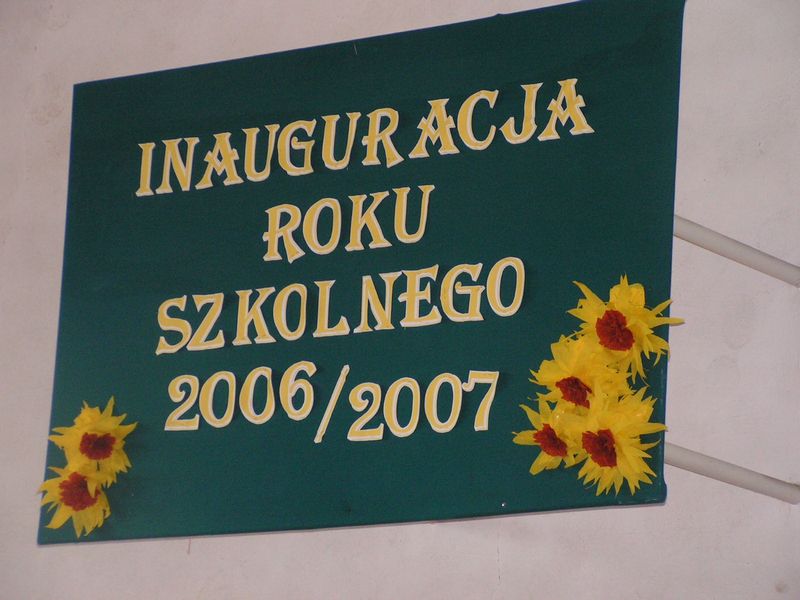 INAUGURACJA
ROKU
SZKOLNEGO
2006/2007